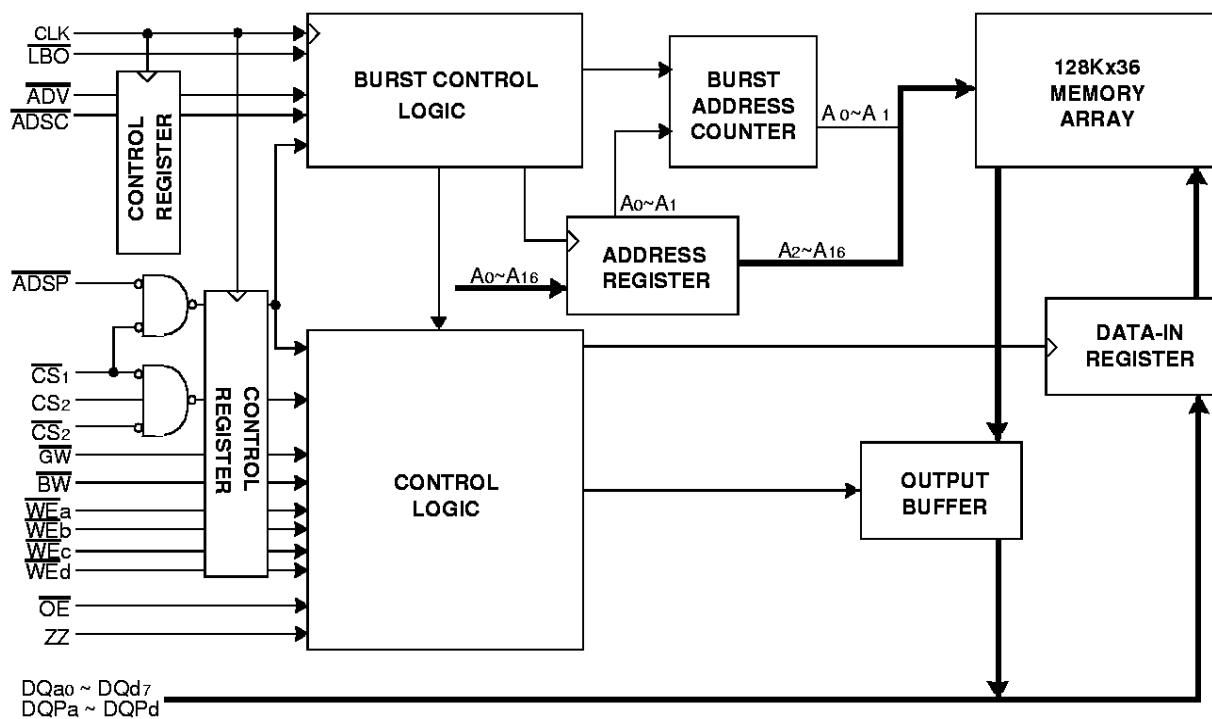 CLK
LBO
ADV
ADSC
CONTROL
REGISTER
BURST CONTROL
LOGIC
BURST
ADDRESS
COUNTER
A0~A1
128Kx36
MEMORY
ARRAY
A0~A1
ADDRESS
REGISTER
A2~A16
A0~A16
ADSP
CS1
CS2
CS2
GW
BW
WEa
WEb
WEc
WEd
OE
ZZ
CONTROL
REGISTER
CONTROL
LOGIC
DATA-IN
REGISTER
OUTPUT
BUFFER
DQa0 ~ DQd7
DQPa ~ DQPd